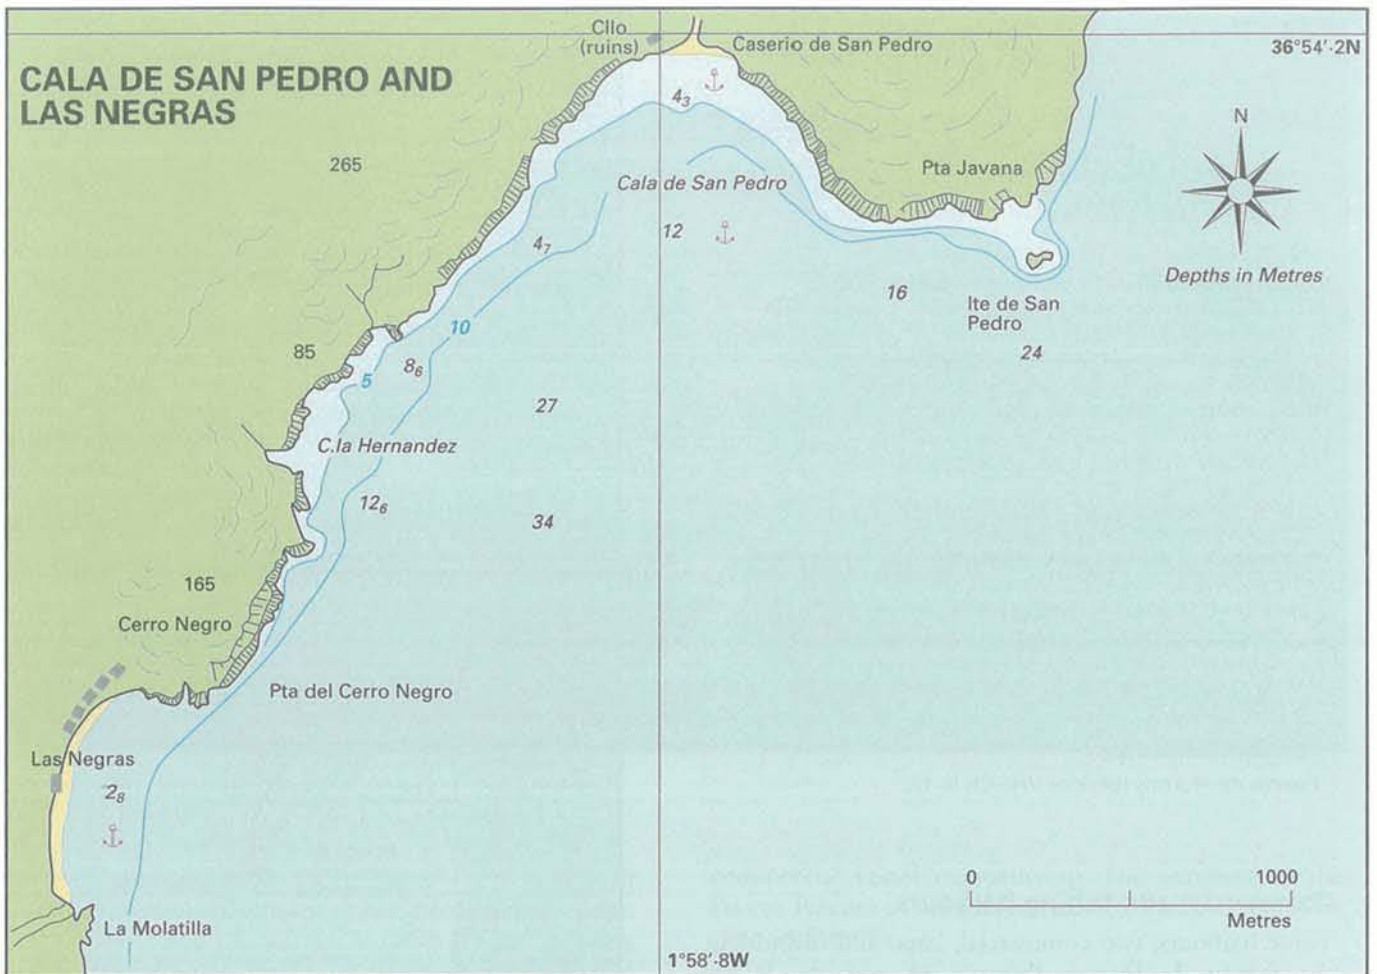 Cllo
(ruins)
Caserio de San Pedro
36°54'·2N
CALA DE SAN PEDRO AND
LAS NEGRAS
4₃
N
265
Pta Javana
Cala de San Pedro
4₇
12
Depths in Metres
16
Ite de San
Pedro
10
85
8₆
24
5
27
C.la Hernandez
12₆
34
165
Cerro Negro
Pta del Cerro Negro
Las Negras
2₈
0 1000
Metres
La Molatilla
1°58'·8W